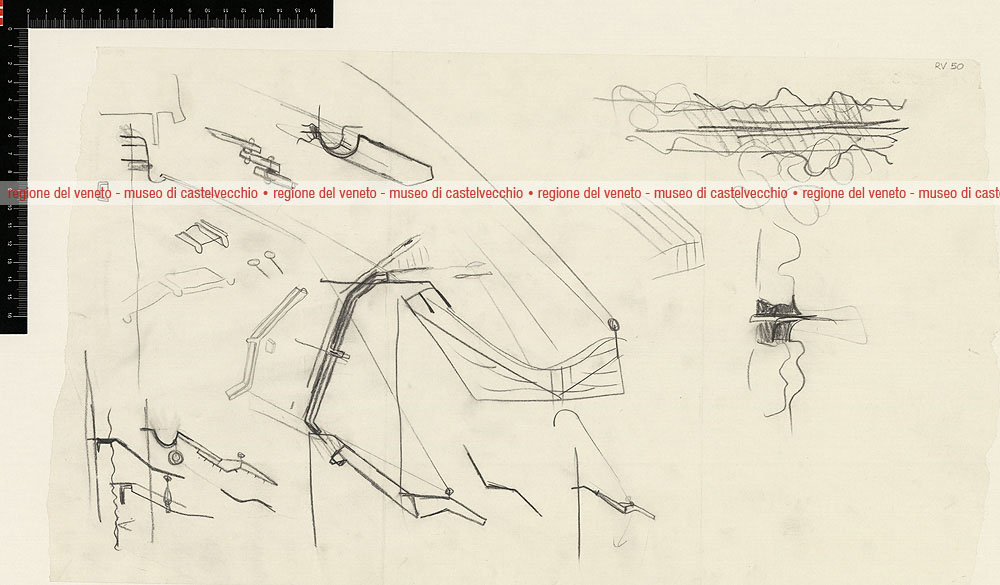 0 1 2 3 4 5 6 7 8 9 10 11 12 13 14 15 16
RV 50
regione del veneto - museo di castelvecchio • regione del veneto - museo di castelvecchio • regione del veneto - museo di castelvecchio • regione del veneto - museo di cast